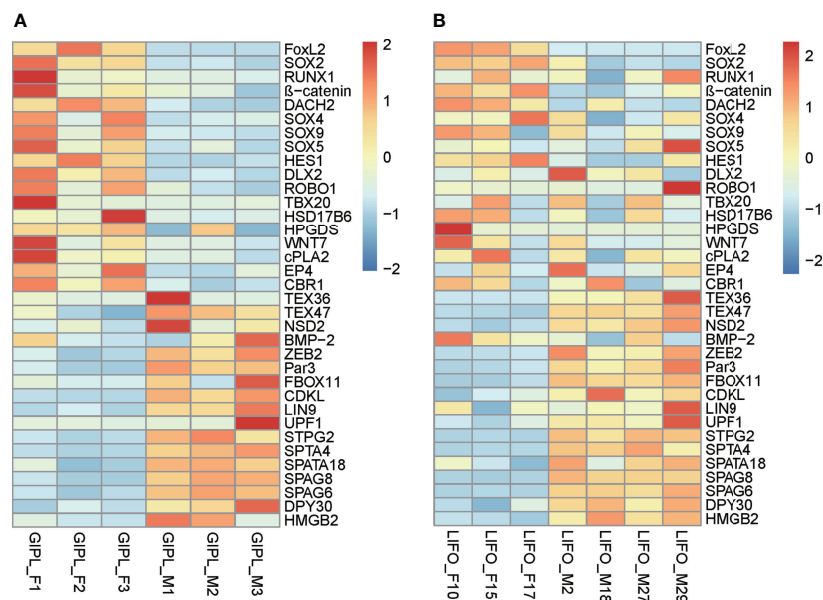 A
FoxL2
SOX2
RUNX1
ß-catenin
DACH2
SOX4
SOX9
SOX5
HES1
DLX2
ROBO1
TBX20
HSD17B6
HPGDS
WNT7
cPLA2
EP4
CBR1
TEX36
TEX47
NSD2
BMP-2
ZEB2
Par3
FBOX11
CDKL
LIN9
UPF1
STPG2
SPTA4
SPATA18
SPAG8
SPAG6
DPY30
HMGB2
2
1
0
−1
−2
GIPL_F1
GIPL_F2
GIPL_F3
GIPL_M1
GIPL_M2
GIPL_M3
B
FoxL2
SOX2
RUNX1
ß-catenin
DACH2
SOX4
SOX9
SOX5
HES1
DLX2
ROBO1
TBX20
HSD17B6
HPGDS
WNT7
cPLA2
EP4
CBR1
TEX36
TEX47
NSD2
BMP-2
ZEB2
Par3
FBOX11
CDKL
LIN9
UPF1
STPG2
SPTA4
SPATA18
SPAG8
SPAG6
DPY30
HMGB2
2
1
0
−1
−2
LIFO_F10
LIFO_F15
LIFO_F17
LIFO_M2
LIFO_M18
LIFO_M27
LIFO_M29